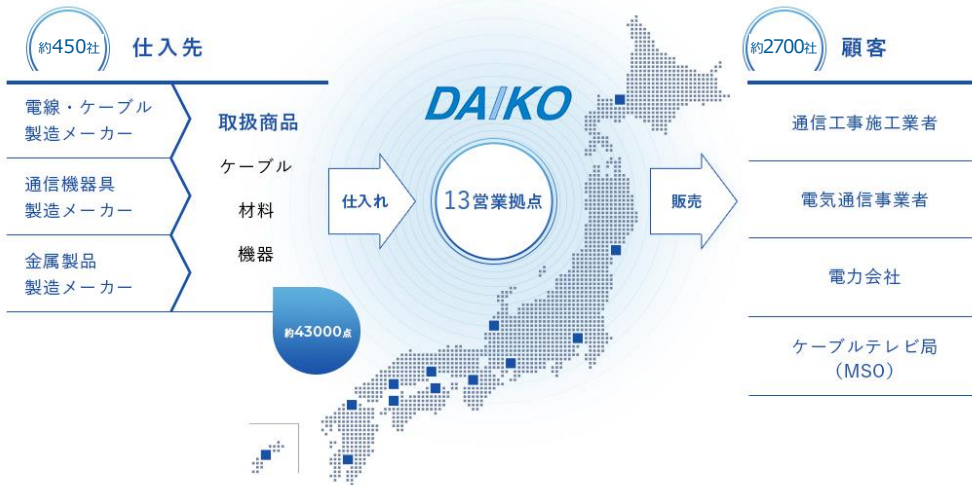 約450社
仕入先
電線・ケーブル
製造メーカー
通信機器具
製造メーカー
金属製品
製造メーカー
取扱商品
ケーブル
材料
機器
約43000点
仕入れ
DAIKO
13営業拠点
販売
約2700社
顧客
通信工事施工業者
電気通信事業者
電力会社
ケーブルテレビ局
（MSO）